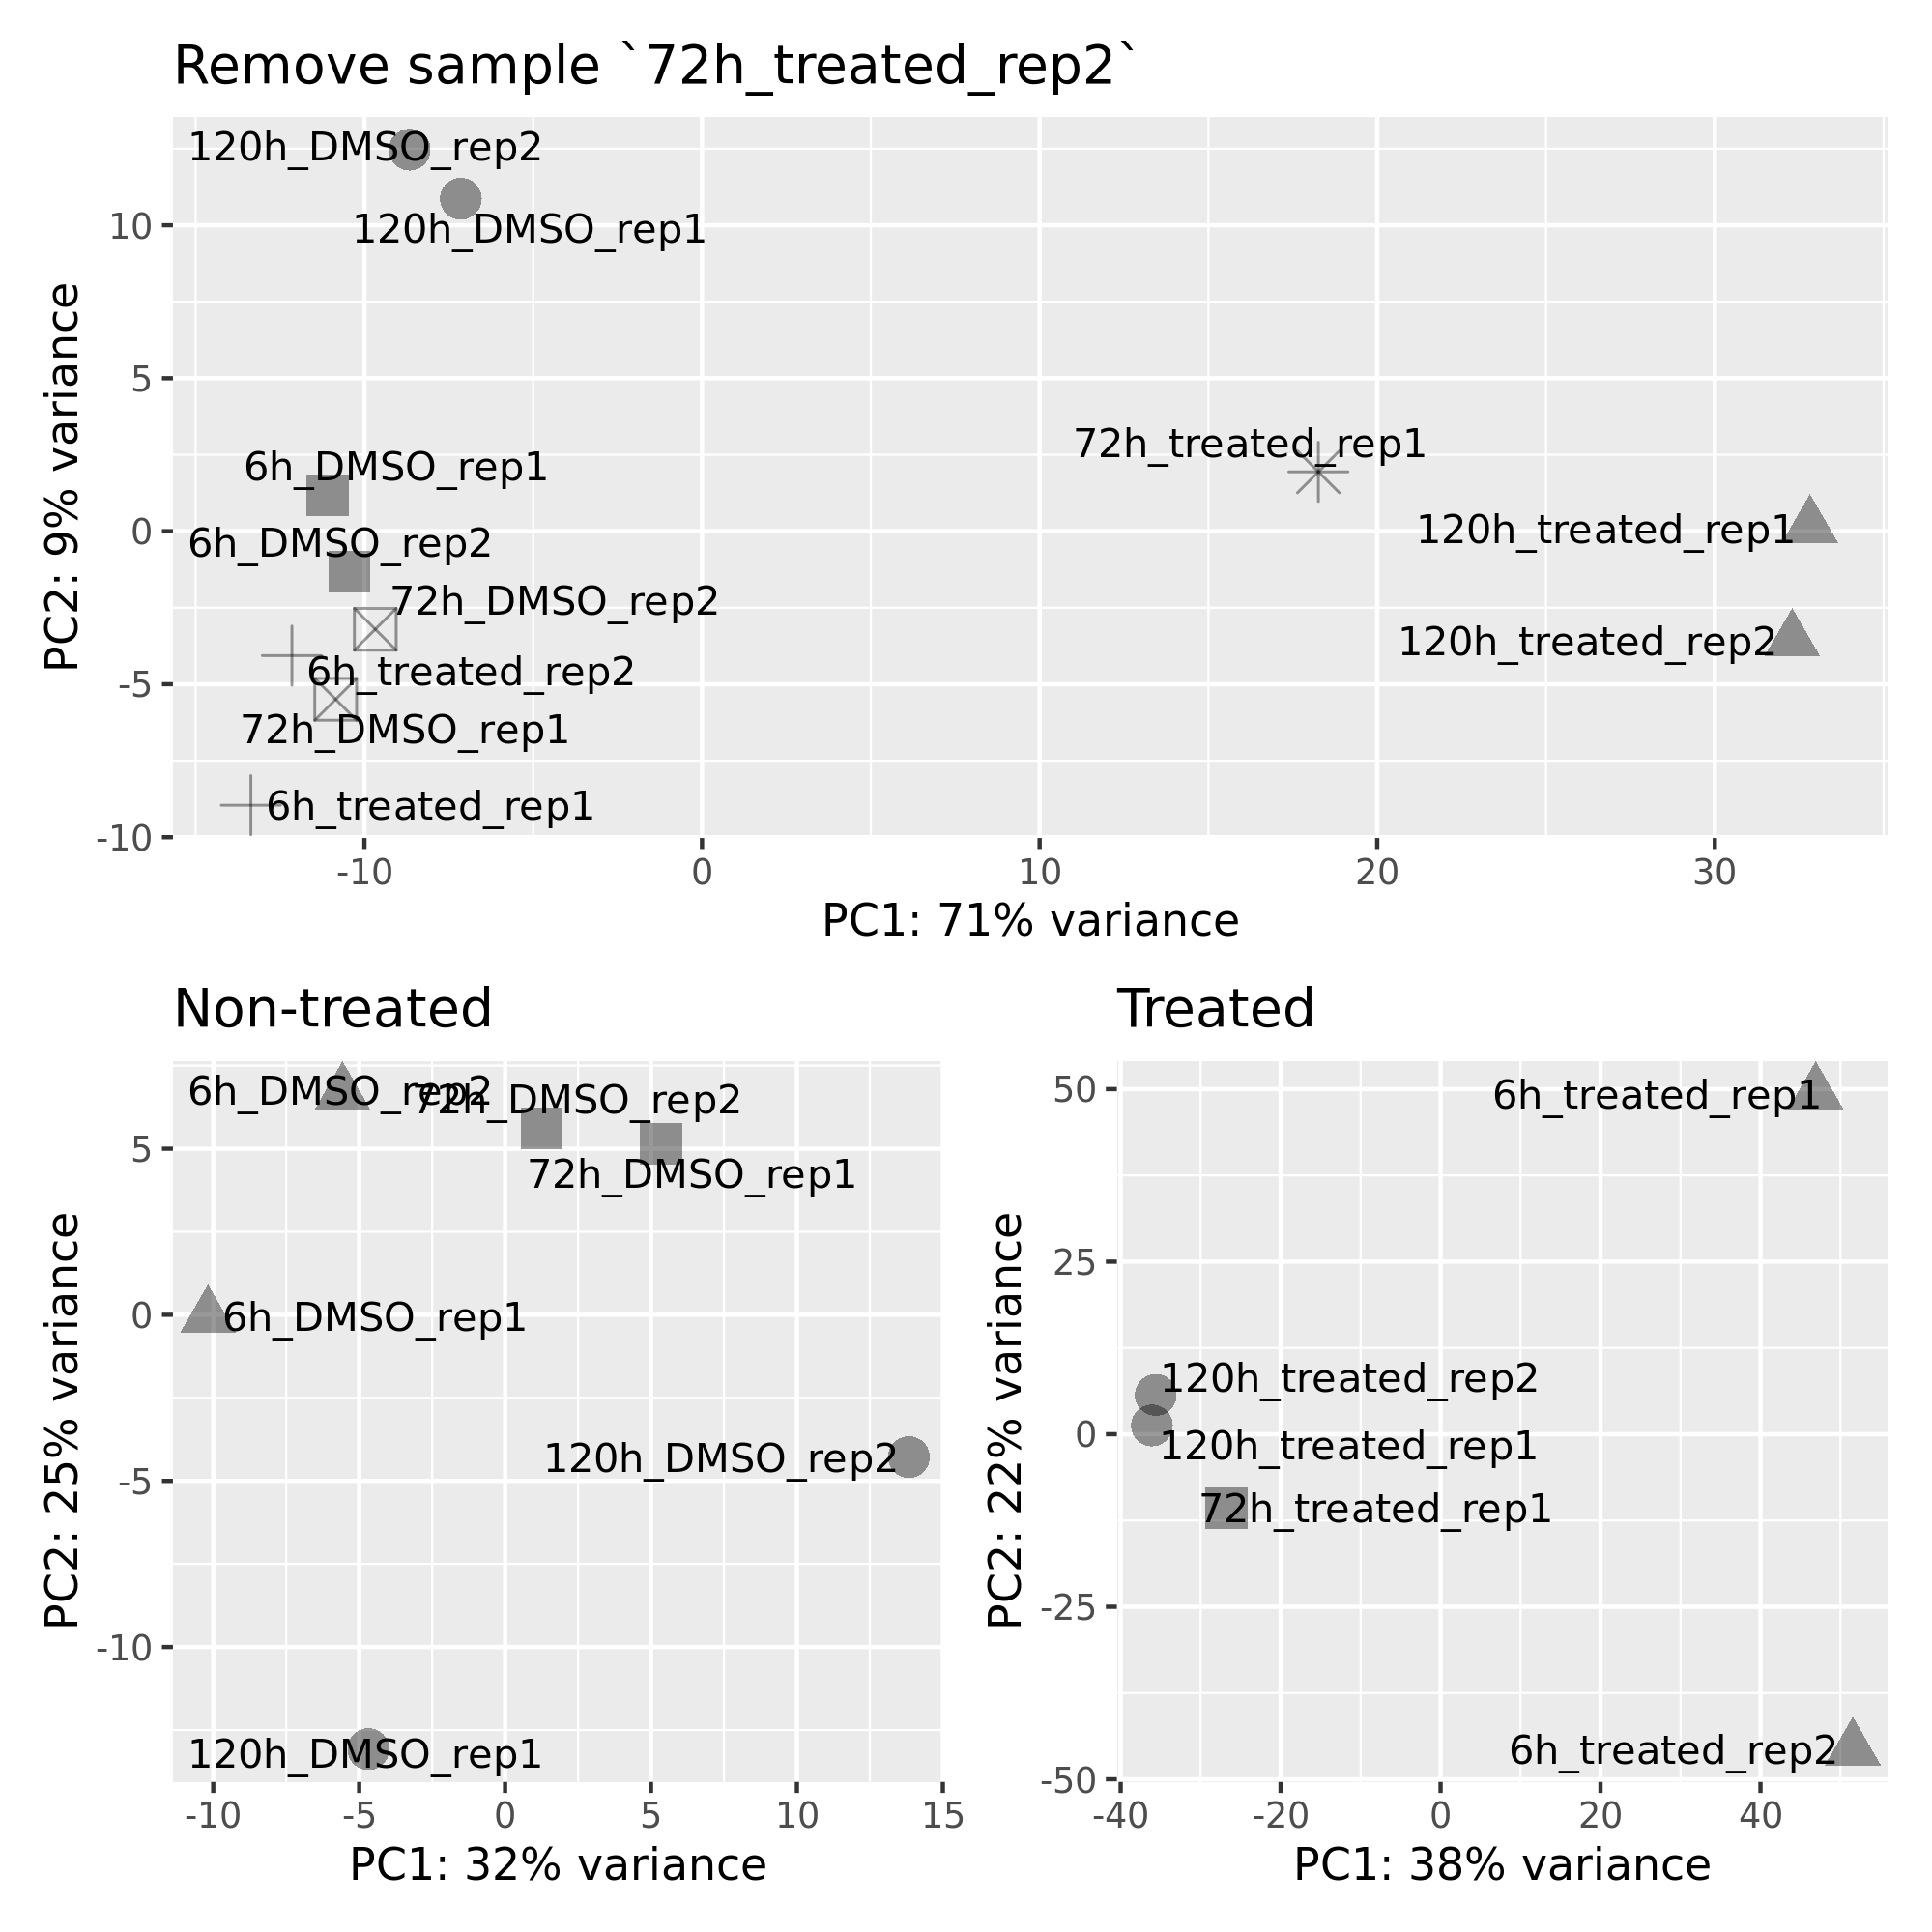 Remove sample `72h_treated_rep2`
120h_DMSO_rep2
120h_DMSO_rep1
6h_DMSO_rep1
6h_DMSO_rep2
72h_DMSO_rep2
6h_treated_rep2
72h_DMSO_rep1
6h_treated_rep1
72h_treated_rep1
120h_treated_rep1
120h_treated_rep2
10
5
0
-5
-10
PC2: 9% variance
-10 0 10 20 30
PC1: 71% variance
Non-treated
6h_DMSO_rep2
72h_DMSO_rep2
72h_DMSO_rep1
6h_DMSO_rep1
120h_DMSO_rep2
120h_DMSO_rep1
5
0
-5
-10
PC2: 25% variance
-10 -5 0 5 10 15
PC1: 32% variance
Treated
6h_treated_rep1
120h_treated_rep2
120h_treated_rep1
72h_treated_rep1
6h_treated_rep2
50
25
0
-25
-50
PC2: 22% variance
-40 -20 0 20 40
PC1: 38% variance